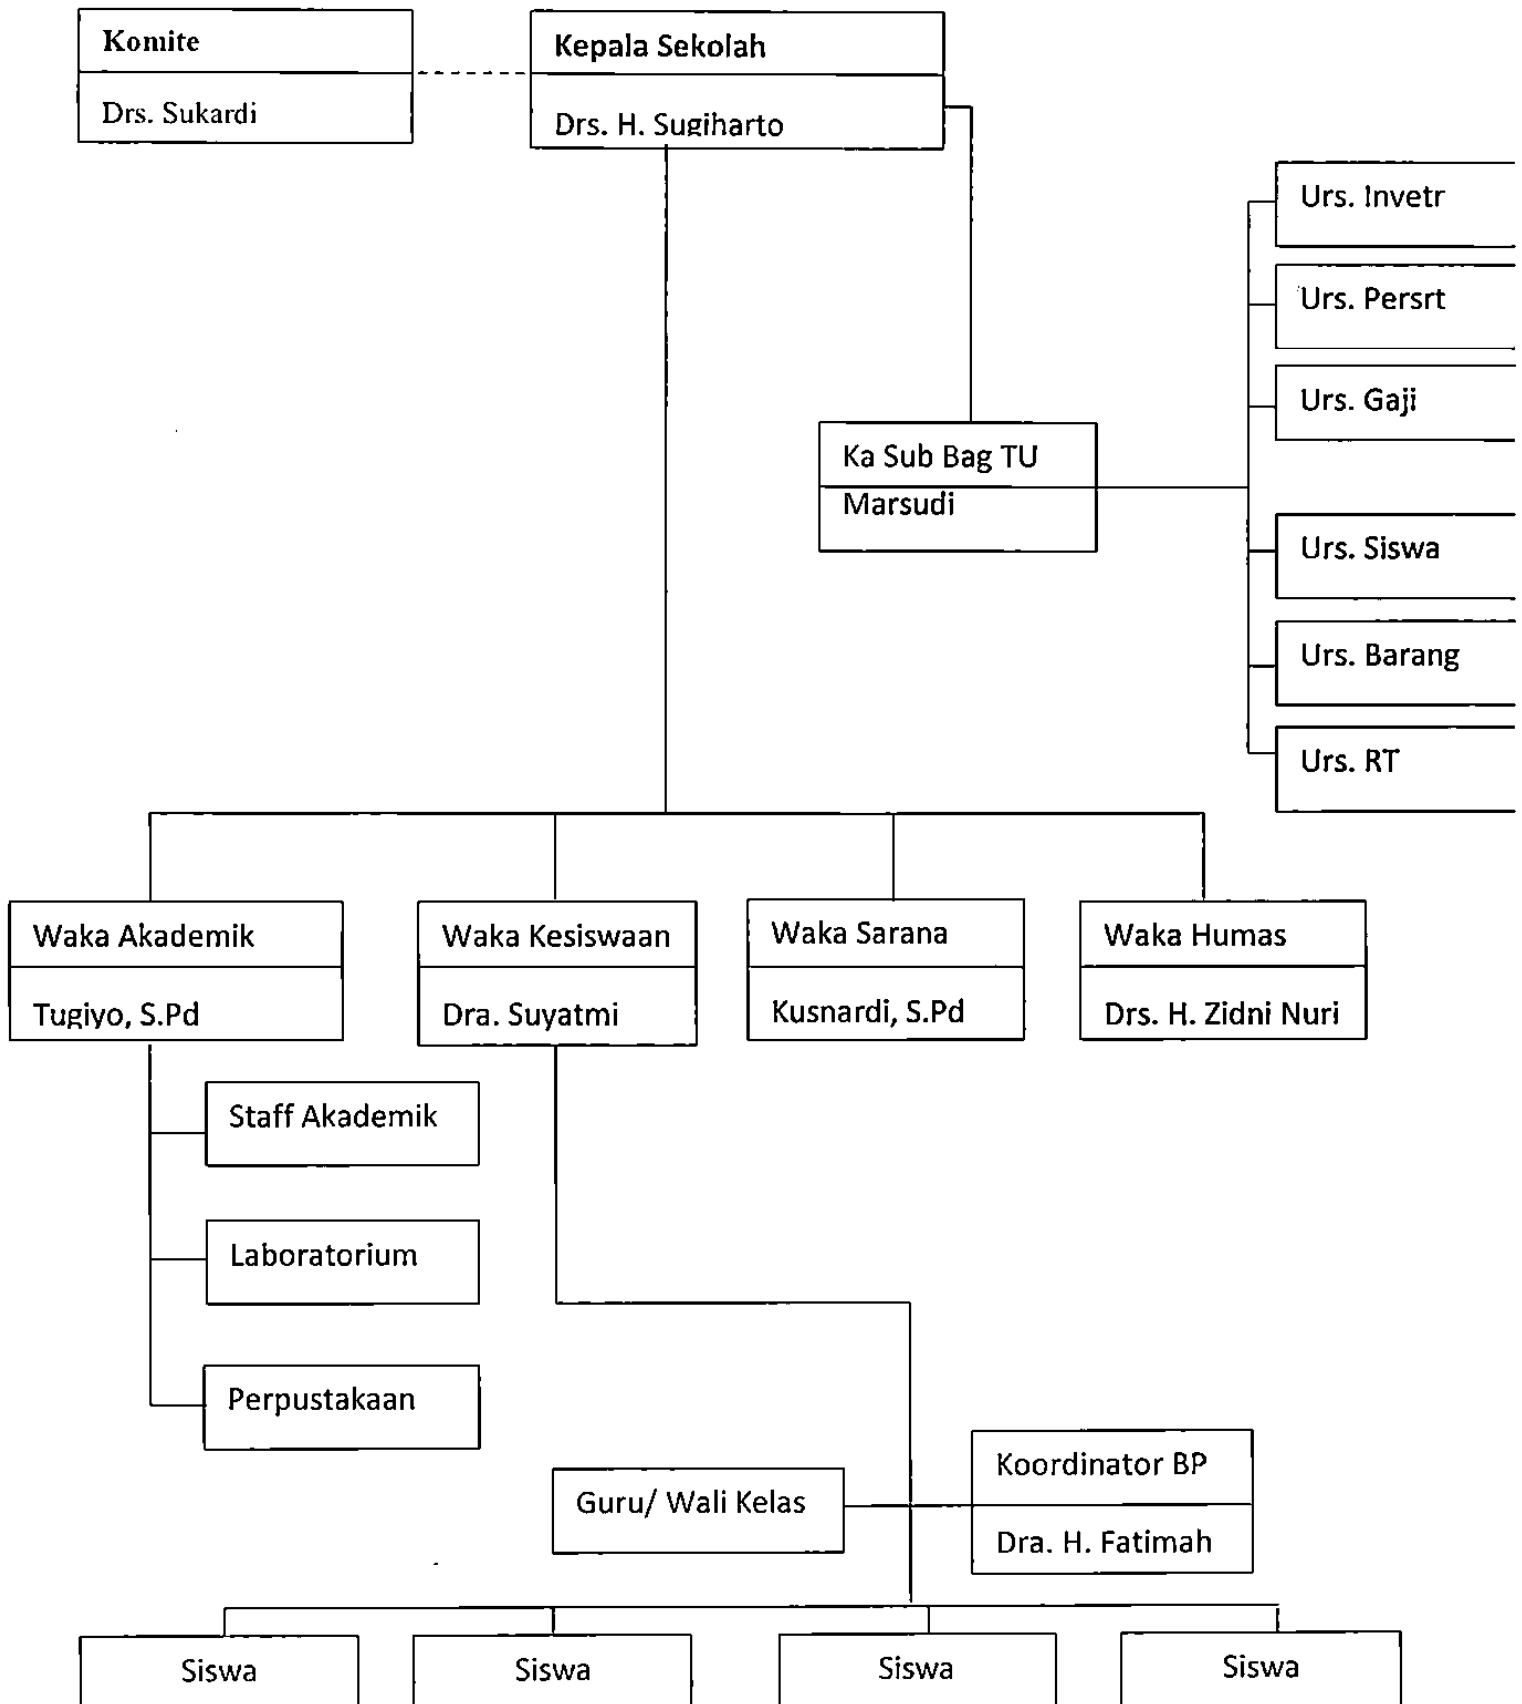 Komite
Drs. Sukardi
Kepala Sekolah
Drs. H. Sugiharto
Urs. Invetr
Urs. Persrt
Urs. Gaji
Ka Sub Bag TU
Marsudi
Urs. Siswa
Urs. Barang
Urs. RT
Waka Akademik
Tugiyo, S.Pd
Waka Kesiswaan
Dra. Suyatmi
Waka Sarana
Kusnardi, S.Pd
Waka Humas
Drs. H. Zidni Nuri
Staff Akademik
Laboratorium
Perpustakaan
Guru/ Wali Kelas
Koordinator BP
Dra. H. Fatimah
Siswa
Siswa
Siswa
Siswa